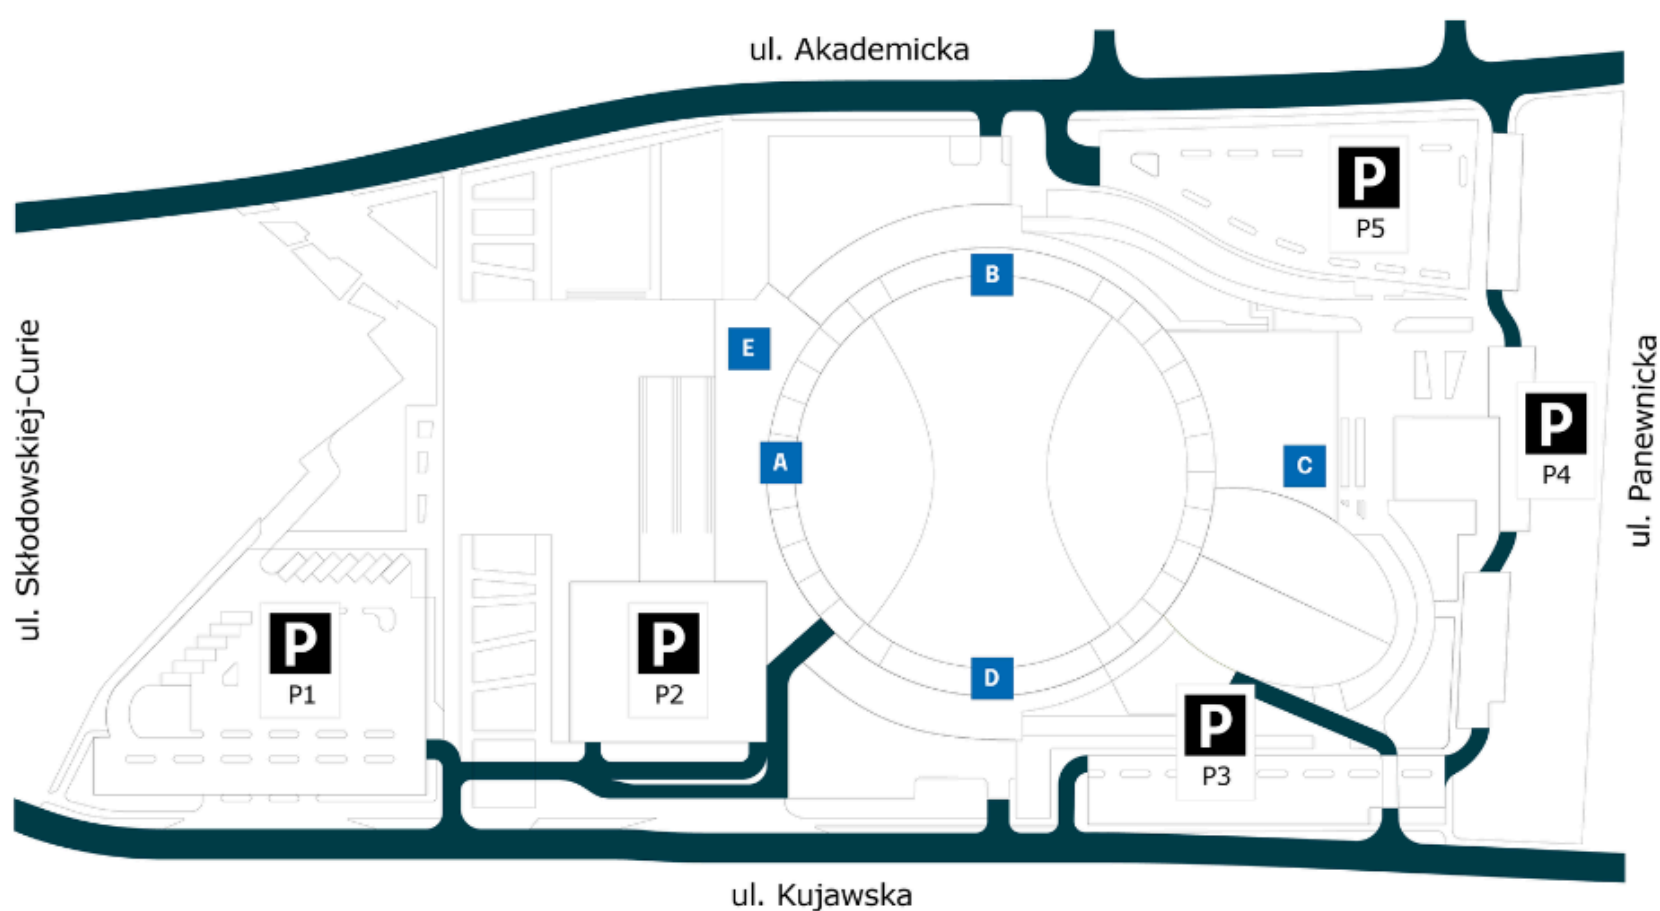 ul. Akademicka
P
P5
B
ul. Skłodowskiej-Curie
E
ul. Panewnicka
P
P4
A
C
P
P1
P
P2
D
P
P3
ul. Kujawska